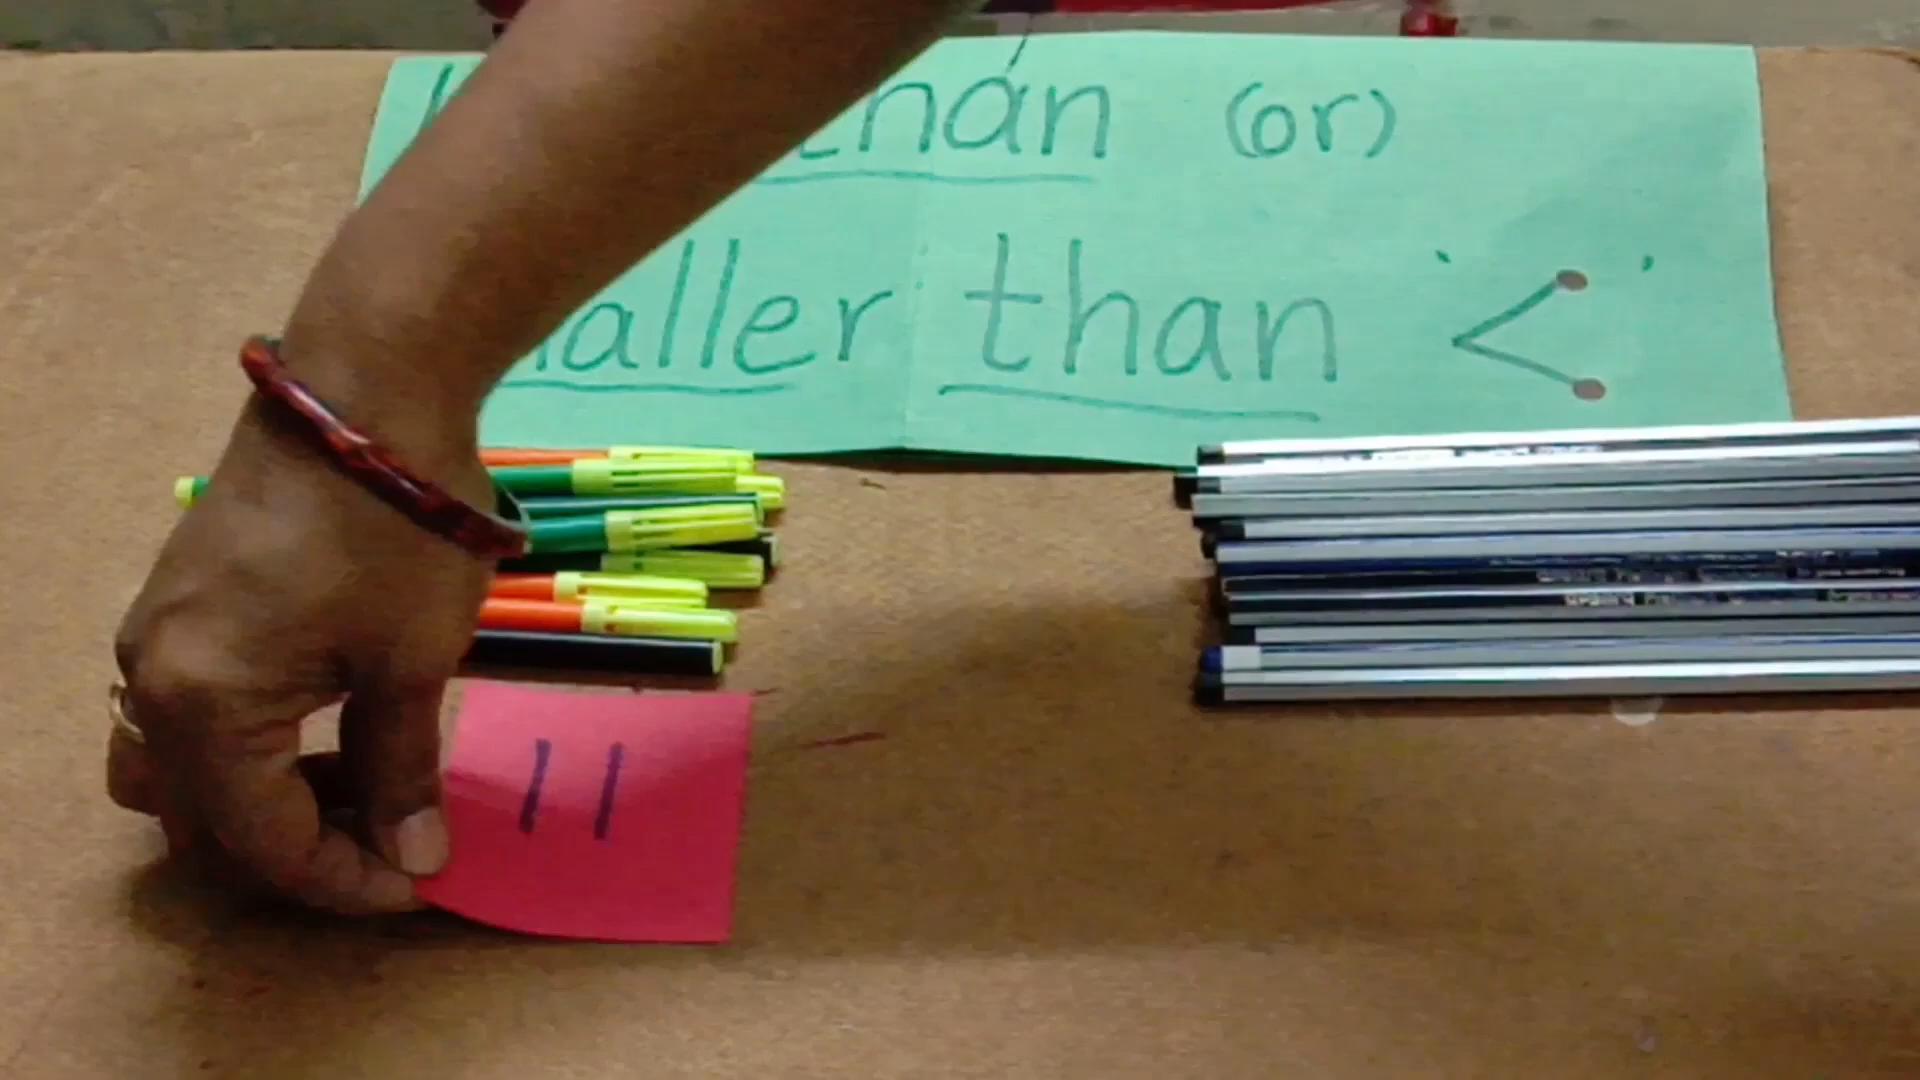 than (or)
aller than '<'
11